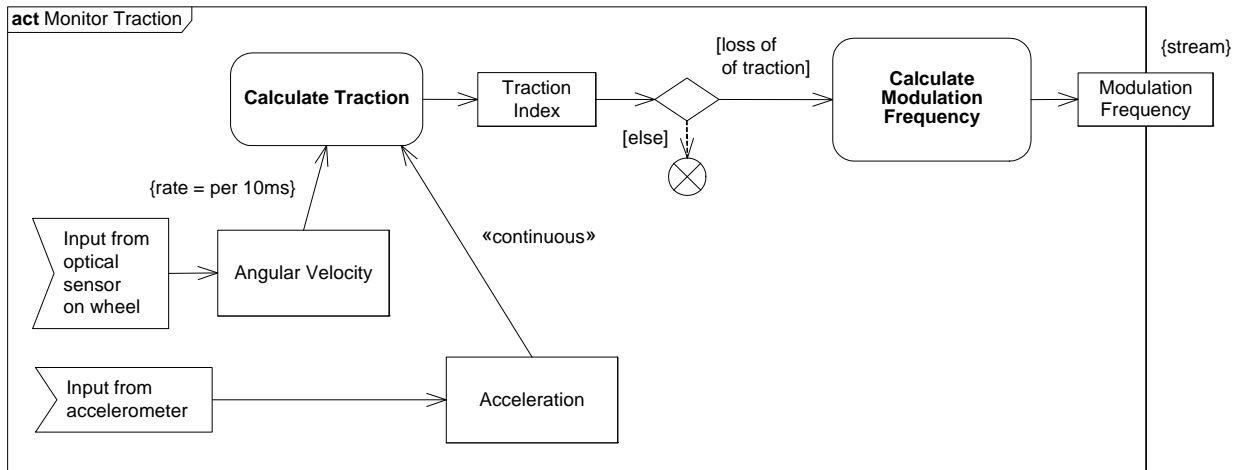 act Monitor Traction
{stream}
[loss of
of traction]
Calculate Traction
Traction
Index
Calculate
Modulation
Frequency
Modulation
Frequency
[else]
{rate = per 10ms}
«continuous»
Input from
optical
sensor
on wheel
Angular Velocity
Input from
accelerometer
Acceleration